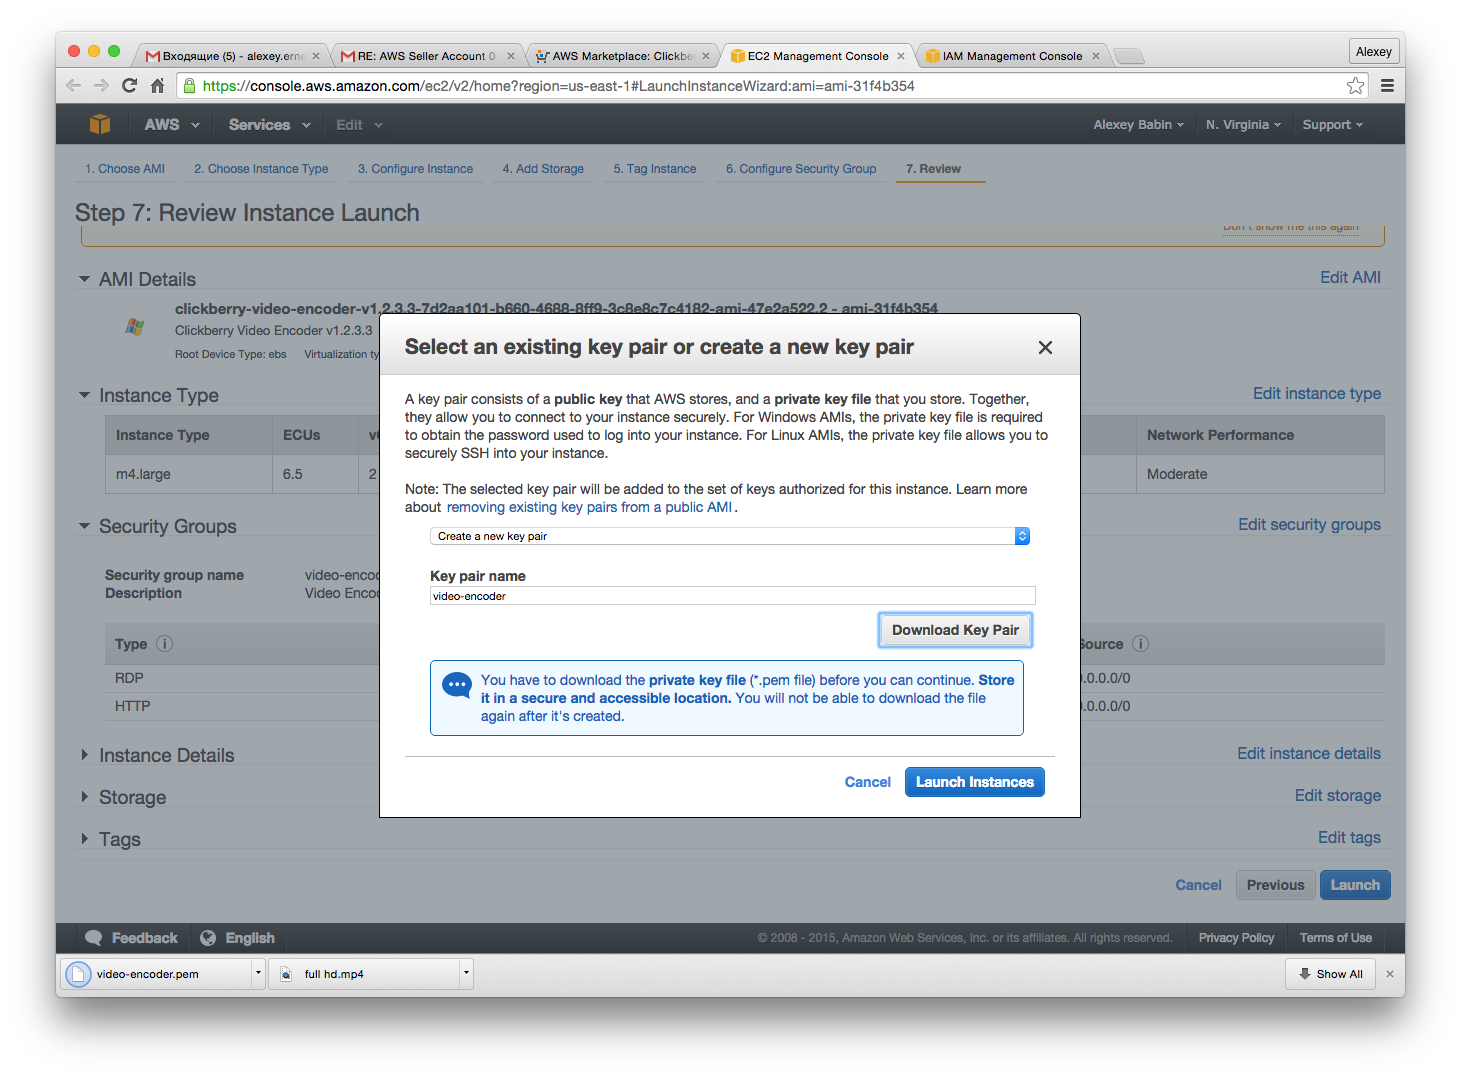 Входящие (5) - alexey.erne
RE: AWS Seller Account 0
AWS Marketplace: Clickbe
EC2 Management Console
IAM Management Console
Alexey
https://console.aws.amazon.com/ec2/v2/home?region=us-east-1#LaunchInstanceWizard:ami=ami-31f4b354
AWS Services Edit Alexey Babin N. Virginia Support
1. Choose AMI 2. Choose Instance Type 3. Configure Instance 4. Add Storage 5. Tag Instance 6. Configure Security Group 7. Review
Step 7: Review Instance Launch
Don't show me this again
AMI Details Edit AMI
clickberry-video-encoder-v1.2.3.3-7d2aa101-b660-4688-8ff9-3c8e8c7c4182-ami-47e2a522.2 - ami-31f4b354
Clickberry Video Encoder v1.2.3.3
Root Device Type: ebs Virtualization ty
Select an existing key pair or create a new key pair
A key pair consists of a public key that AWS stores, and a private key file that you store. Together,
they allow you to connect to your instance securely. For Windows AMIs, the private key file is required
to obtain the password used to log into your instance. For Linux AMIs, the private key file allows you to
securely SSH into your instance.
Note: The selected key pair will be added to the set of keys authorized for this instance. Learn more
about removing existing key pairs from a public AMI.
Create a new key pair
Key pair name
video-encoder
Download Key Pair
You have to download the private key file (*.pem file) before you can continue. Store
it in a secure and accessible location. You will not be able to download the file
again after it's created.
Cancel Launch Instances
Instance Type Edit instance type
Instance Type ECUs Network Performance
m4.large 6.5 2 Moderate
Security Groups Edit security groups
Security group name video-enco
Description Video Enco
Type Source
RDP 0.0.0.0/0
HTTP 0.0.0.0/0
Instance Details Edit instance details
Storage Edit storage
Tags Edit tags
Cancel Previous Launch
Feedback English © 2008 - 2015, Amazon Web Services, Inc. or its affiliates. All rights reserved. Privacy Policy Terms of Use
video-encoder.pem full hd.mp4 Show All